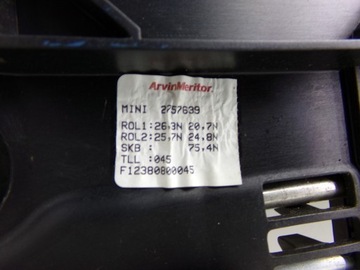 ArvinMeritor.
MINI 2757639
ROL1:26.3N 20.7N
ROL2:25.7N 24.8N
SKB : 75.4N
TLL :045
F12380800045